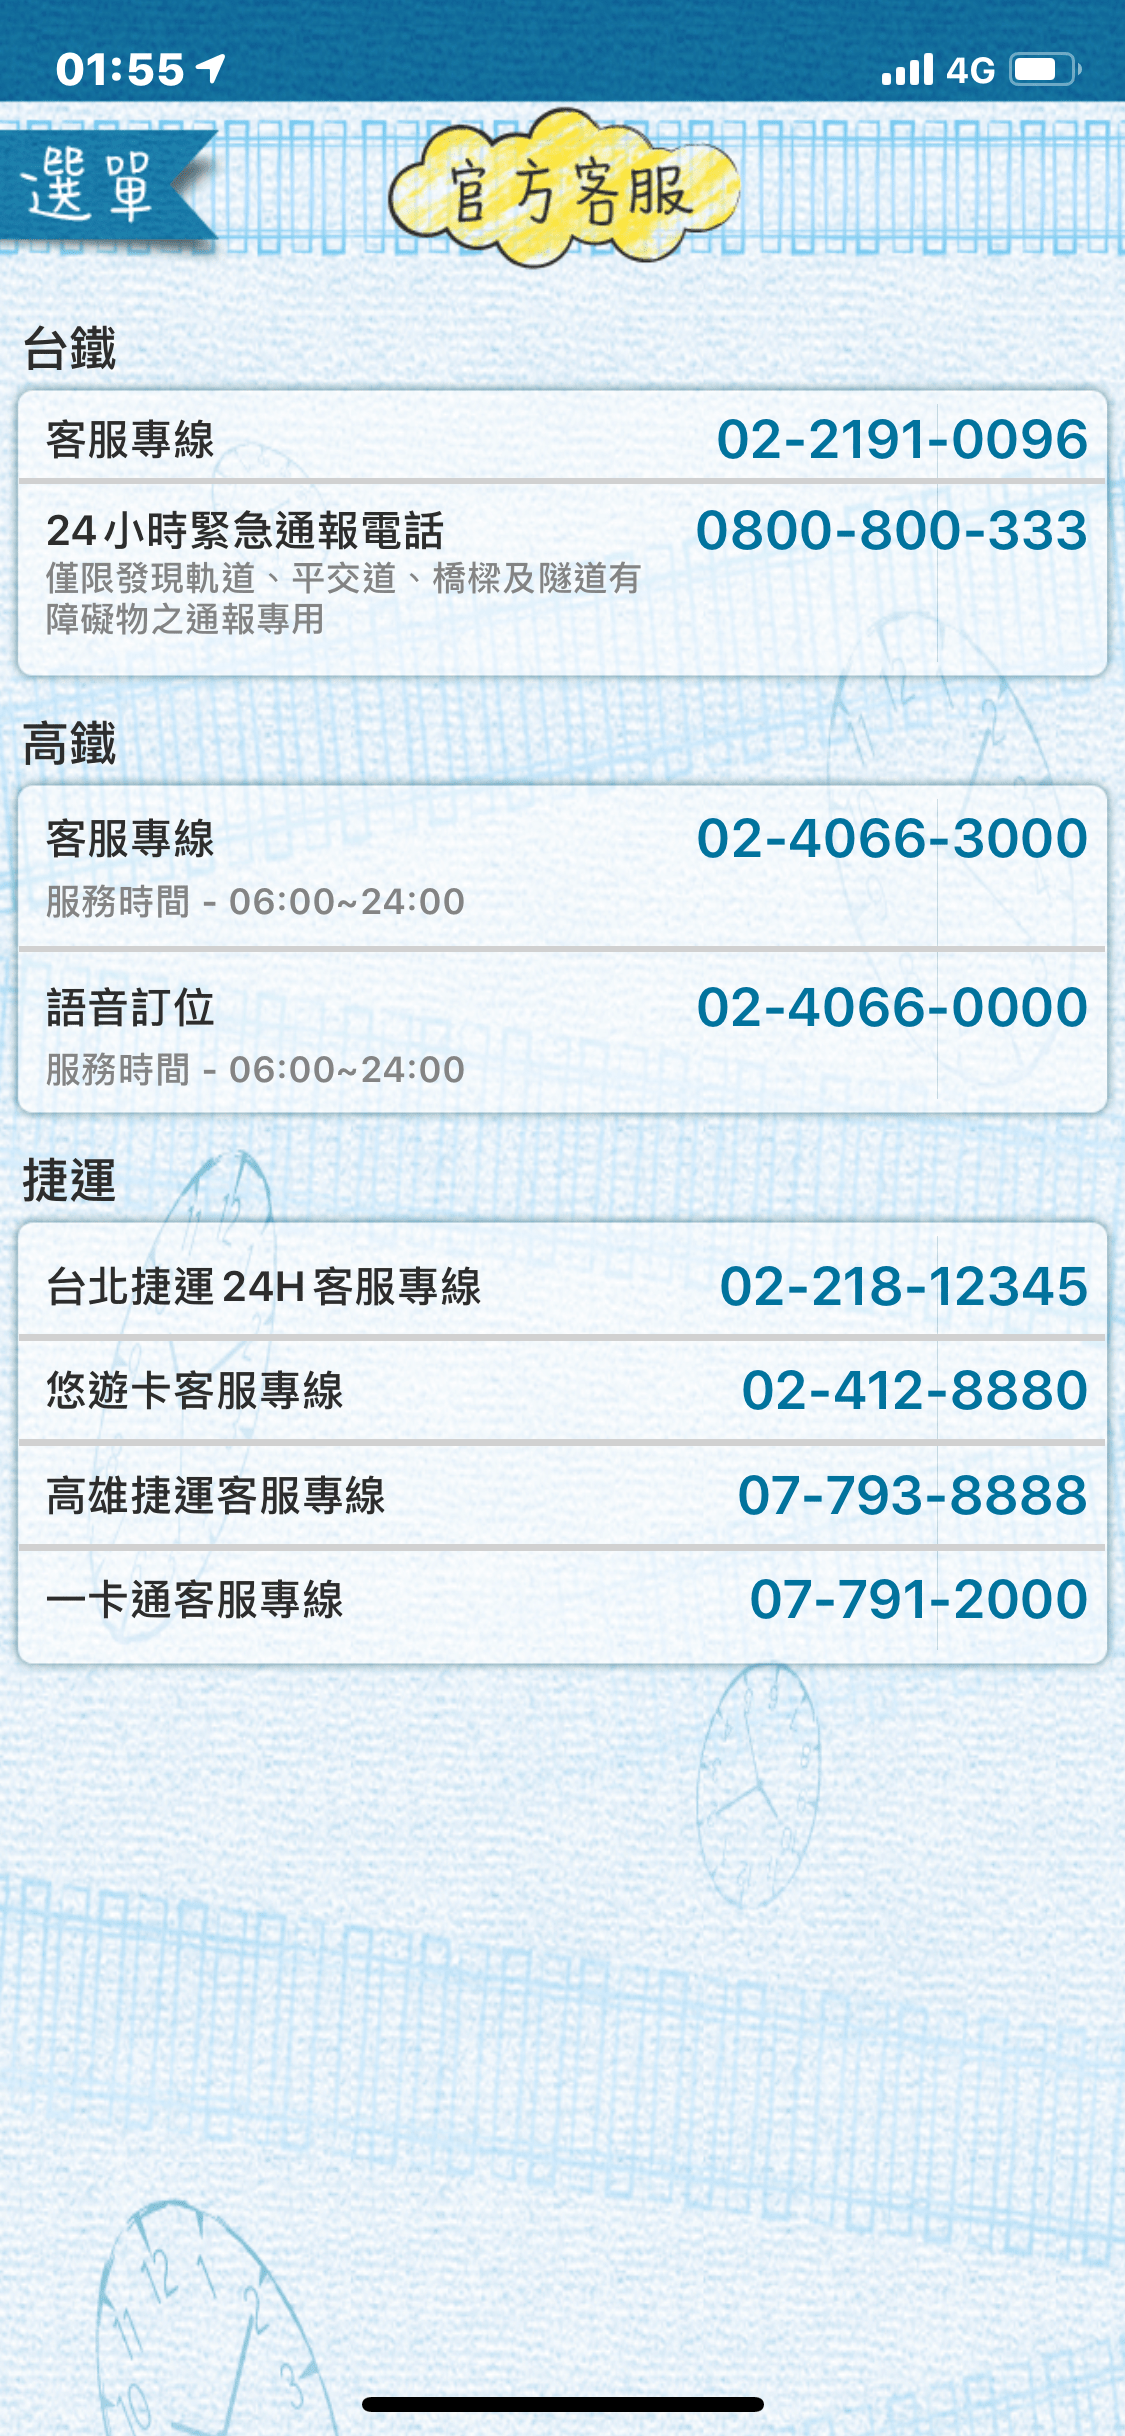 01:55
4G
選單
官方客服
台鐵
客服專線
02-2191-0096
24小時緊急通報電話
0800-800-333
僅限發現軌道、平交道、橋樑及隧道有
障礙物之通報專用
高鐵
客服專線
02-4066-3000
服務時間 - 06:00~24:00
語音訂位
02-4066-0000
服務時間 - 06:00~24:00
捷運
台北捷運24H客服專線
02-218-12345
悠遊卡客服專線
02-412-8880
高雄捷運客服專線
07-793-8888
一卡通客服專線
07-791-2000